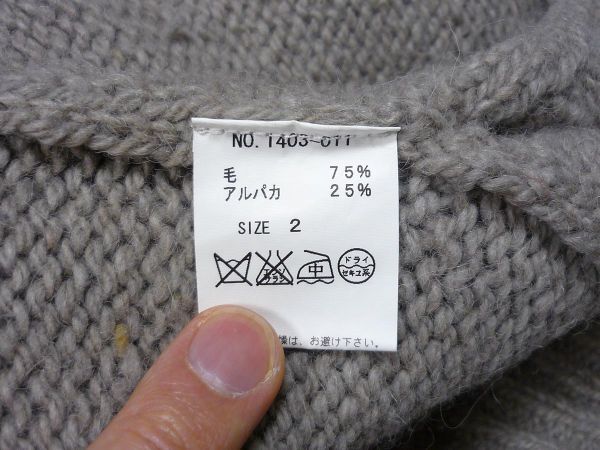 NO. 1403-011
毛 75%
アルパカ 25%
SIZE 2
中 ドライ
セキユ系
は、お避け下さい。